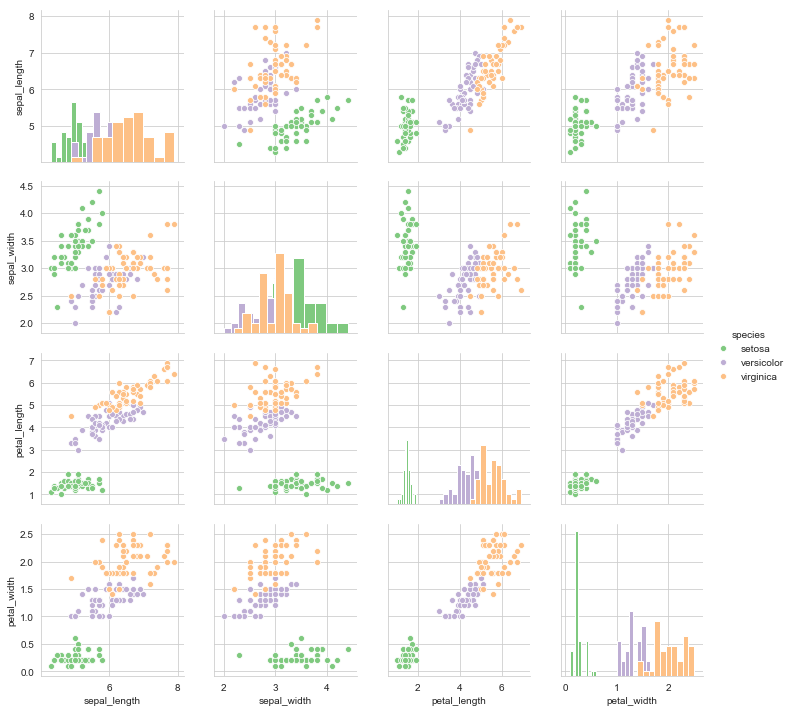 8
7
6
5
sepal_length
4.5
4.0
3.5
3.0
2.5
2.0
sepal_width
species
setosa
versicolor
virginica
7
6
5
4
3
2
1
petal_length
2.5
2.0
1.5
1.0
0.5
0.0
petal_width
6 8
sepal_length
2 3 4
sepal_width
2 4 6
petal_length
0 1 2
petal_width